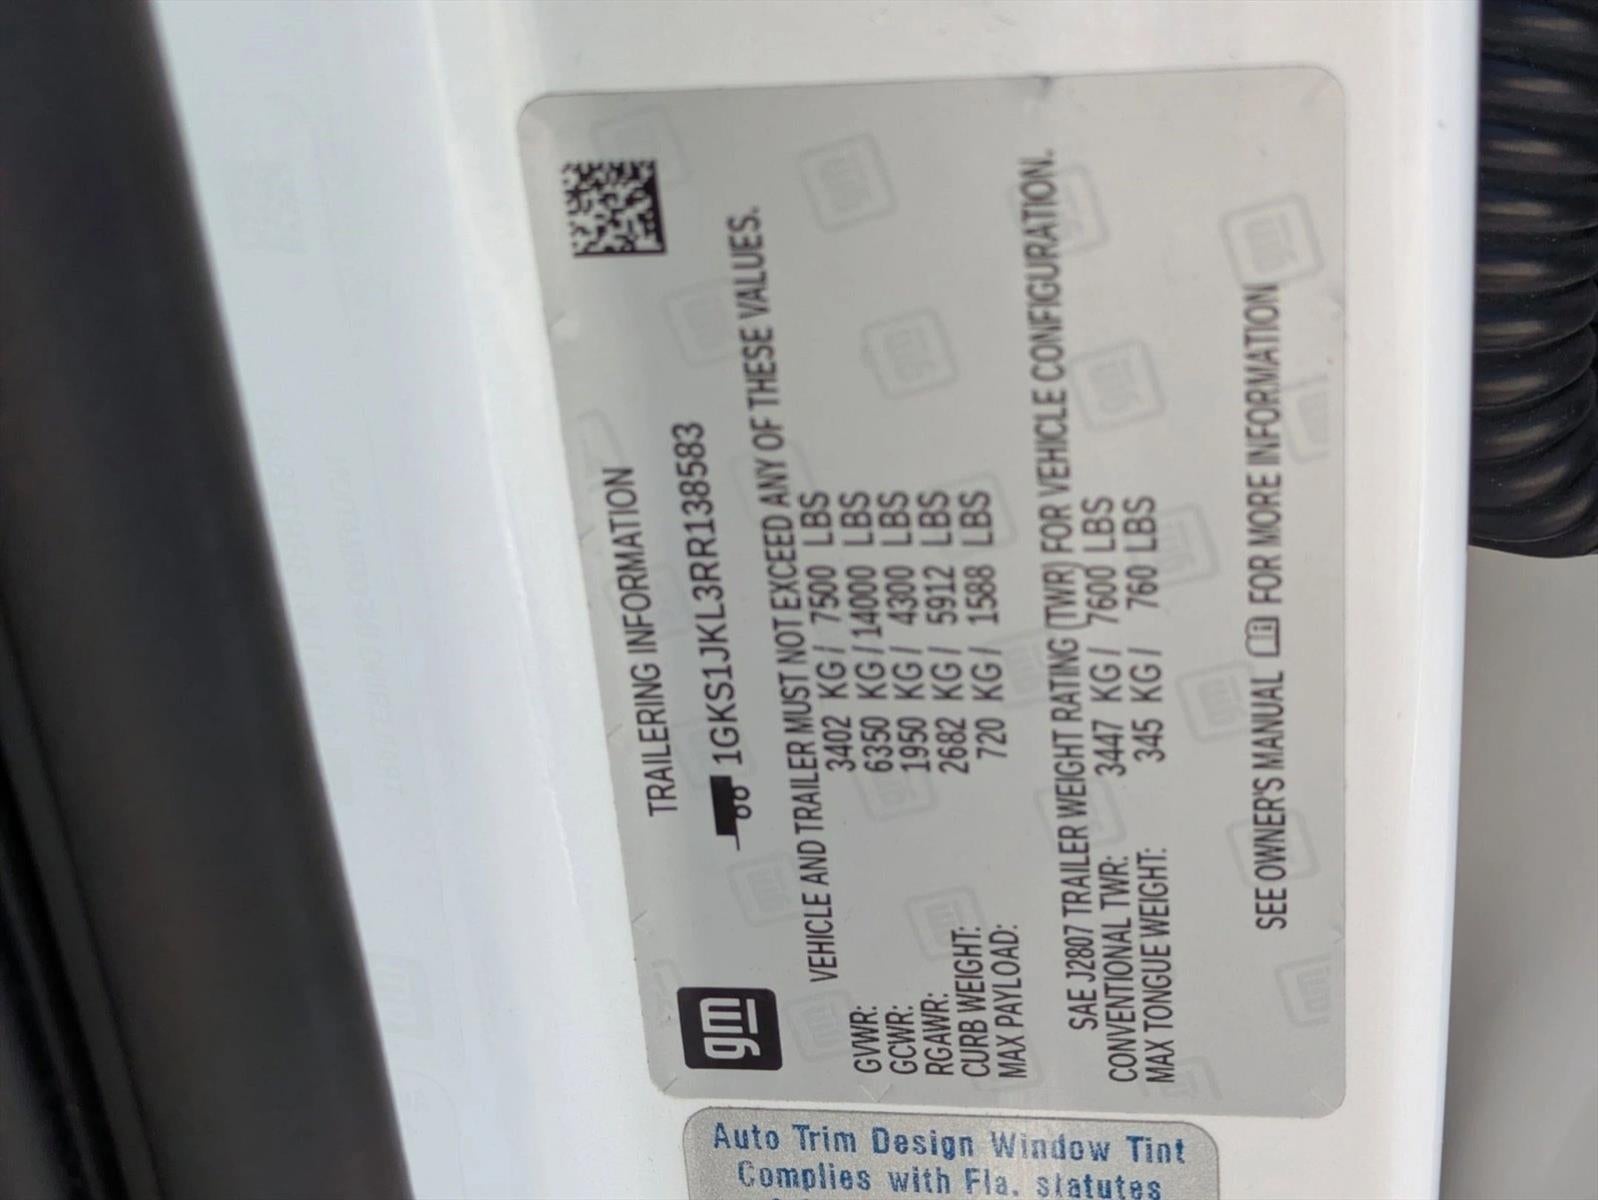 TRAILERING INFORMATION
gm
1GKS1JKL3RR138583
VEHICLE AND TRAILER MUST NOT EXCEED ANY OF THESE VALUES.
GVWR: 3402 KG / 7500 LBS
GCWR: 6350 KG / 14000 LBS
RGAWR: 1950 KG / 4300 LBS
CURB WEIGHT: 2682 KG / 5912 LBS
MAX PAYLOAD: 720 KG / 1588 LBS
SAE J2807 TRAILER WEIGHT RATING (TWR) FOR VEHICLE CONFIGURATION.
CONVENTIONAL TWR: 3447 KG / 7600 LBS
MAX TONGUE WEIGHT: 345 KG / 760 LBS
SEE OWNER'S MANUAL FOR MORE INFORMATION
Auto Trim Design Window Tint
Complies with Fla. statutes